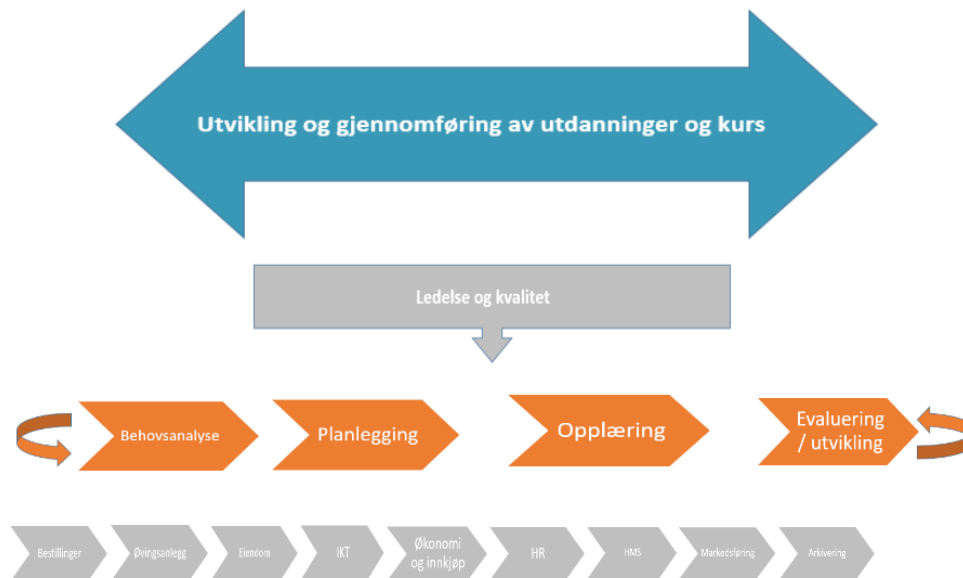 Utvikling og gjennomføring av utdanninger og kurs
Ledelse og kvalitet
Behovsanalyse
Planlegging
Opplæring
Evaluering
/ utvikling
Bestillinger
Øvingsanlegg
Eiendom
IKT
Økonomi
og innkjøp
HR
HMS
Markedsføring
Arkivering